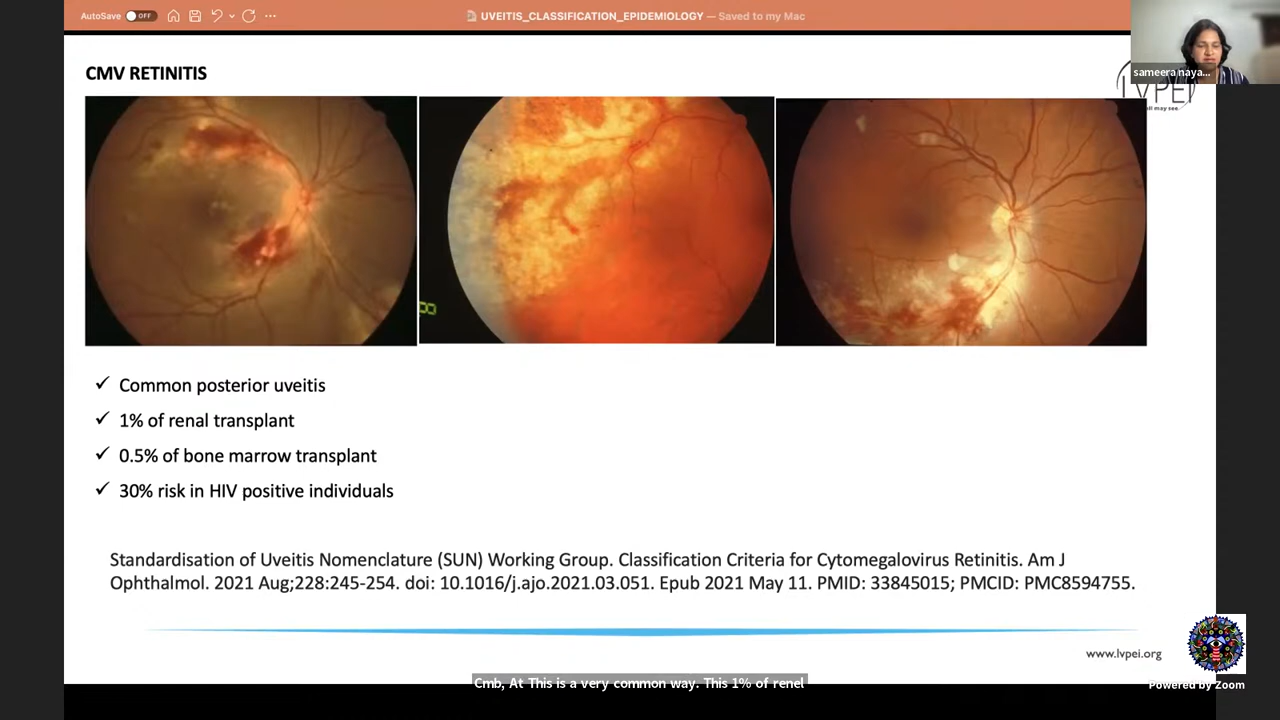 AutoSave OFF
UVEITIS_CLASSIFICATION_EPIDEMIOLOGY — Saved to my Mac
sameera naya...
CMV RETINITIS
LVPEI
Common posterior uveitis
1% of renal transplant
0.5% of bone marrow transplant
30% risk in HIV positive individuals
Standardisation of Uveitis Nomenclature (SUN) Working Group. Classification Criteria for Cytomegalovirus Retinitis. Am J
Ophthalmol. 2021 Aug;228:245-254. doi: 10.1016/j.ajo.2021.03.051. Epub 2021 May 11. PMID: 33845015; PMCID: PMC8594755.
www.lvpei.org
Cmb, At This is a very common way. This 1% of renel
Powered by Zoom